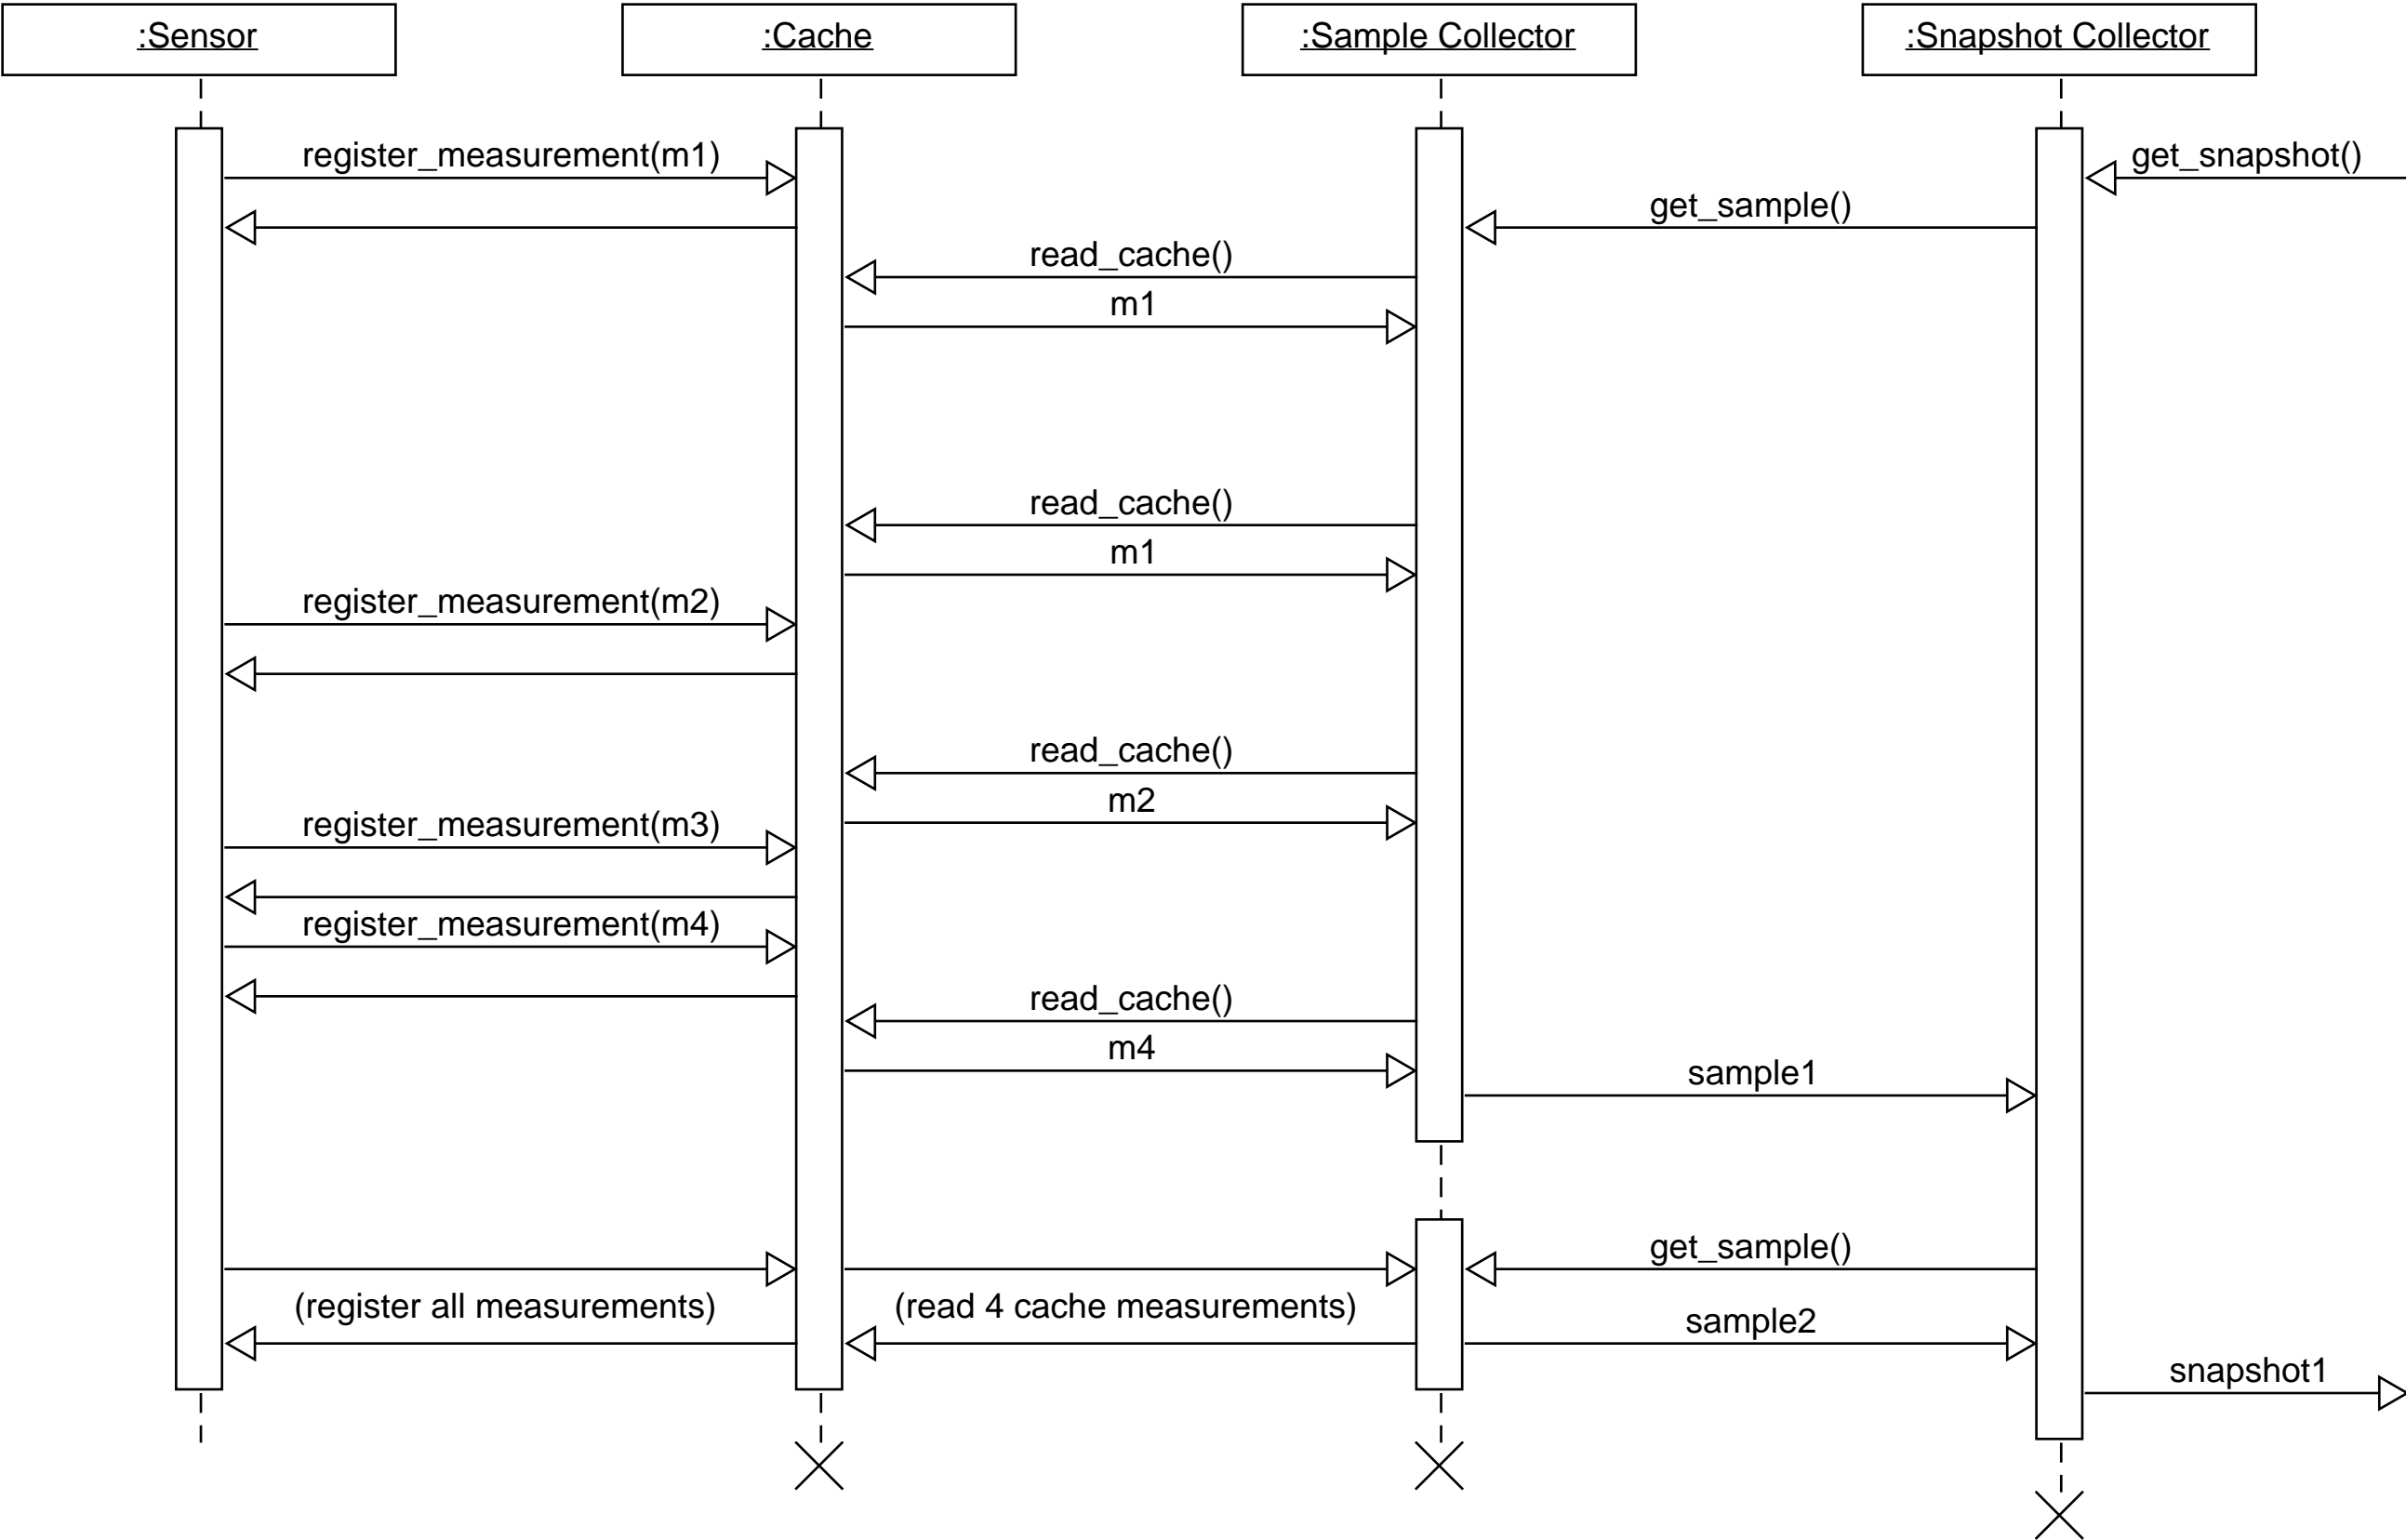 :Sensor
:Cache
:Sample Collector
:Snapshot Collector
register_measurement(m1)
get_snapshot()
get_sample()
read_cache()
m1
read_cache()
m1
register_measurement(m2)
read_cache()
m2
register_measurement(m3)
register_measurement(m4)
read_cache()
m4
sample1
get_sample()
(register all measurements)
(read 4 cache measurements)
sample2
snapshot1